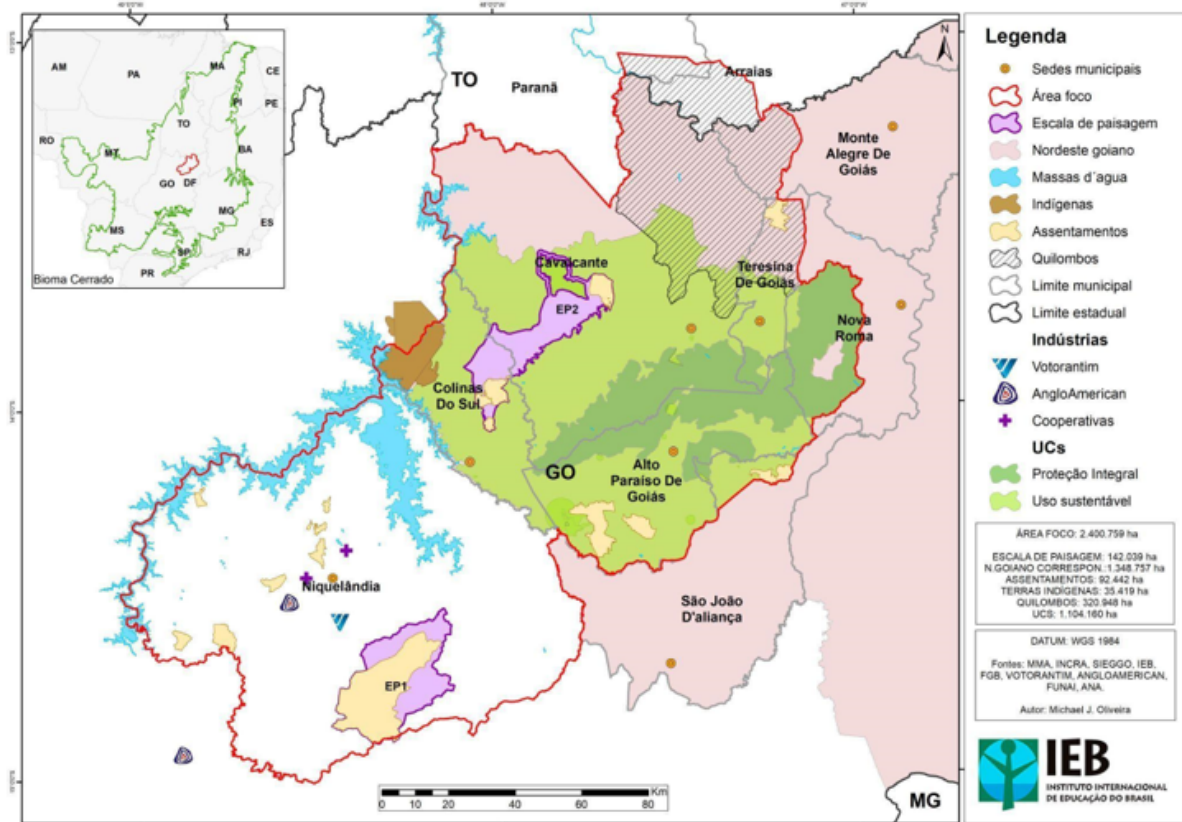 TO
Paranã
Arraias
Monte
Alegre De
Goiás
Cavalcante
Teresina
De Goiás
EP2
Nova
Roma
Colinas
Do Sul
GO
Alto
Paraíso De
Goiás
Niquelândia
São João
D'aliança
EP1
MG
N
Km
0 20 40 60 80
AM
PA
MA
CE
PI
PE
TO
RO
MT
BA
GO
DF
MG
MS
ES
SP
RJ
PR
Bioma Cerrado
Legenda
Sedes municipais
Área foco
Escala de paisagem
Nordeste goiano
Massas d´agua
Indígenas
Assentamentos
Quilombos
Limite municipal
Limite estadual
Indústrias
Votorantim
AngloAmerican
Cooperativas
UCs
Proteção Integral
Uso sustentável
ÁREA FOCO: 2.400.759 ha
ESCALA DE PAISAGEM: 142.039 ha
N.GOIANO CORRESPON.:1.348.757 ha
ASSENTAMENTOS: 92.442 ha
TERRAS INDÍGENAS: 35.419 ha
QUILOMBOS: 320.948 ha
UCS: 1.104.160 ha
DATUM: WGS 1984
Fontes: MMA, INCRA, SIEGGO, IEB,
FGB, VOTORANTIM, ANGLOAMERICAN,
FUNAI, ANA.
Autor: Michael J. Oliveira
IEB
INSTITUTO INTERNACIONAL
DE EDUCAÇÃO DO BRASIL